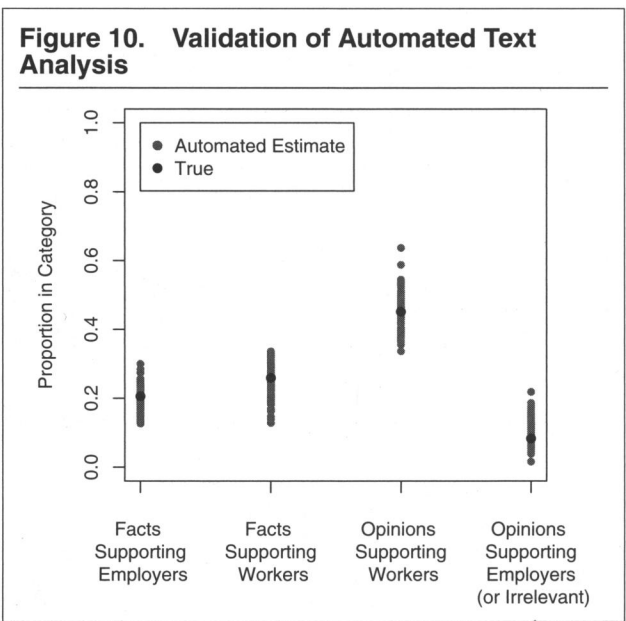 Figure 10. Validation of Automated Text
Analysis
Automated Estimate
True
Proportion in Category
1.0
0.8
0.6
0.4
0.2
0.0
Facts
Supporting
Employers
Facts
Supporting
Workers
Opinions
Supporting
Workers
Opinions
Supporting
Employers
(or Irrelevant)